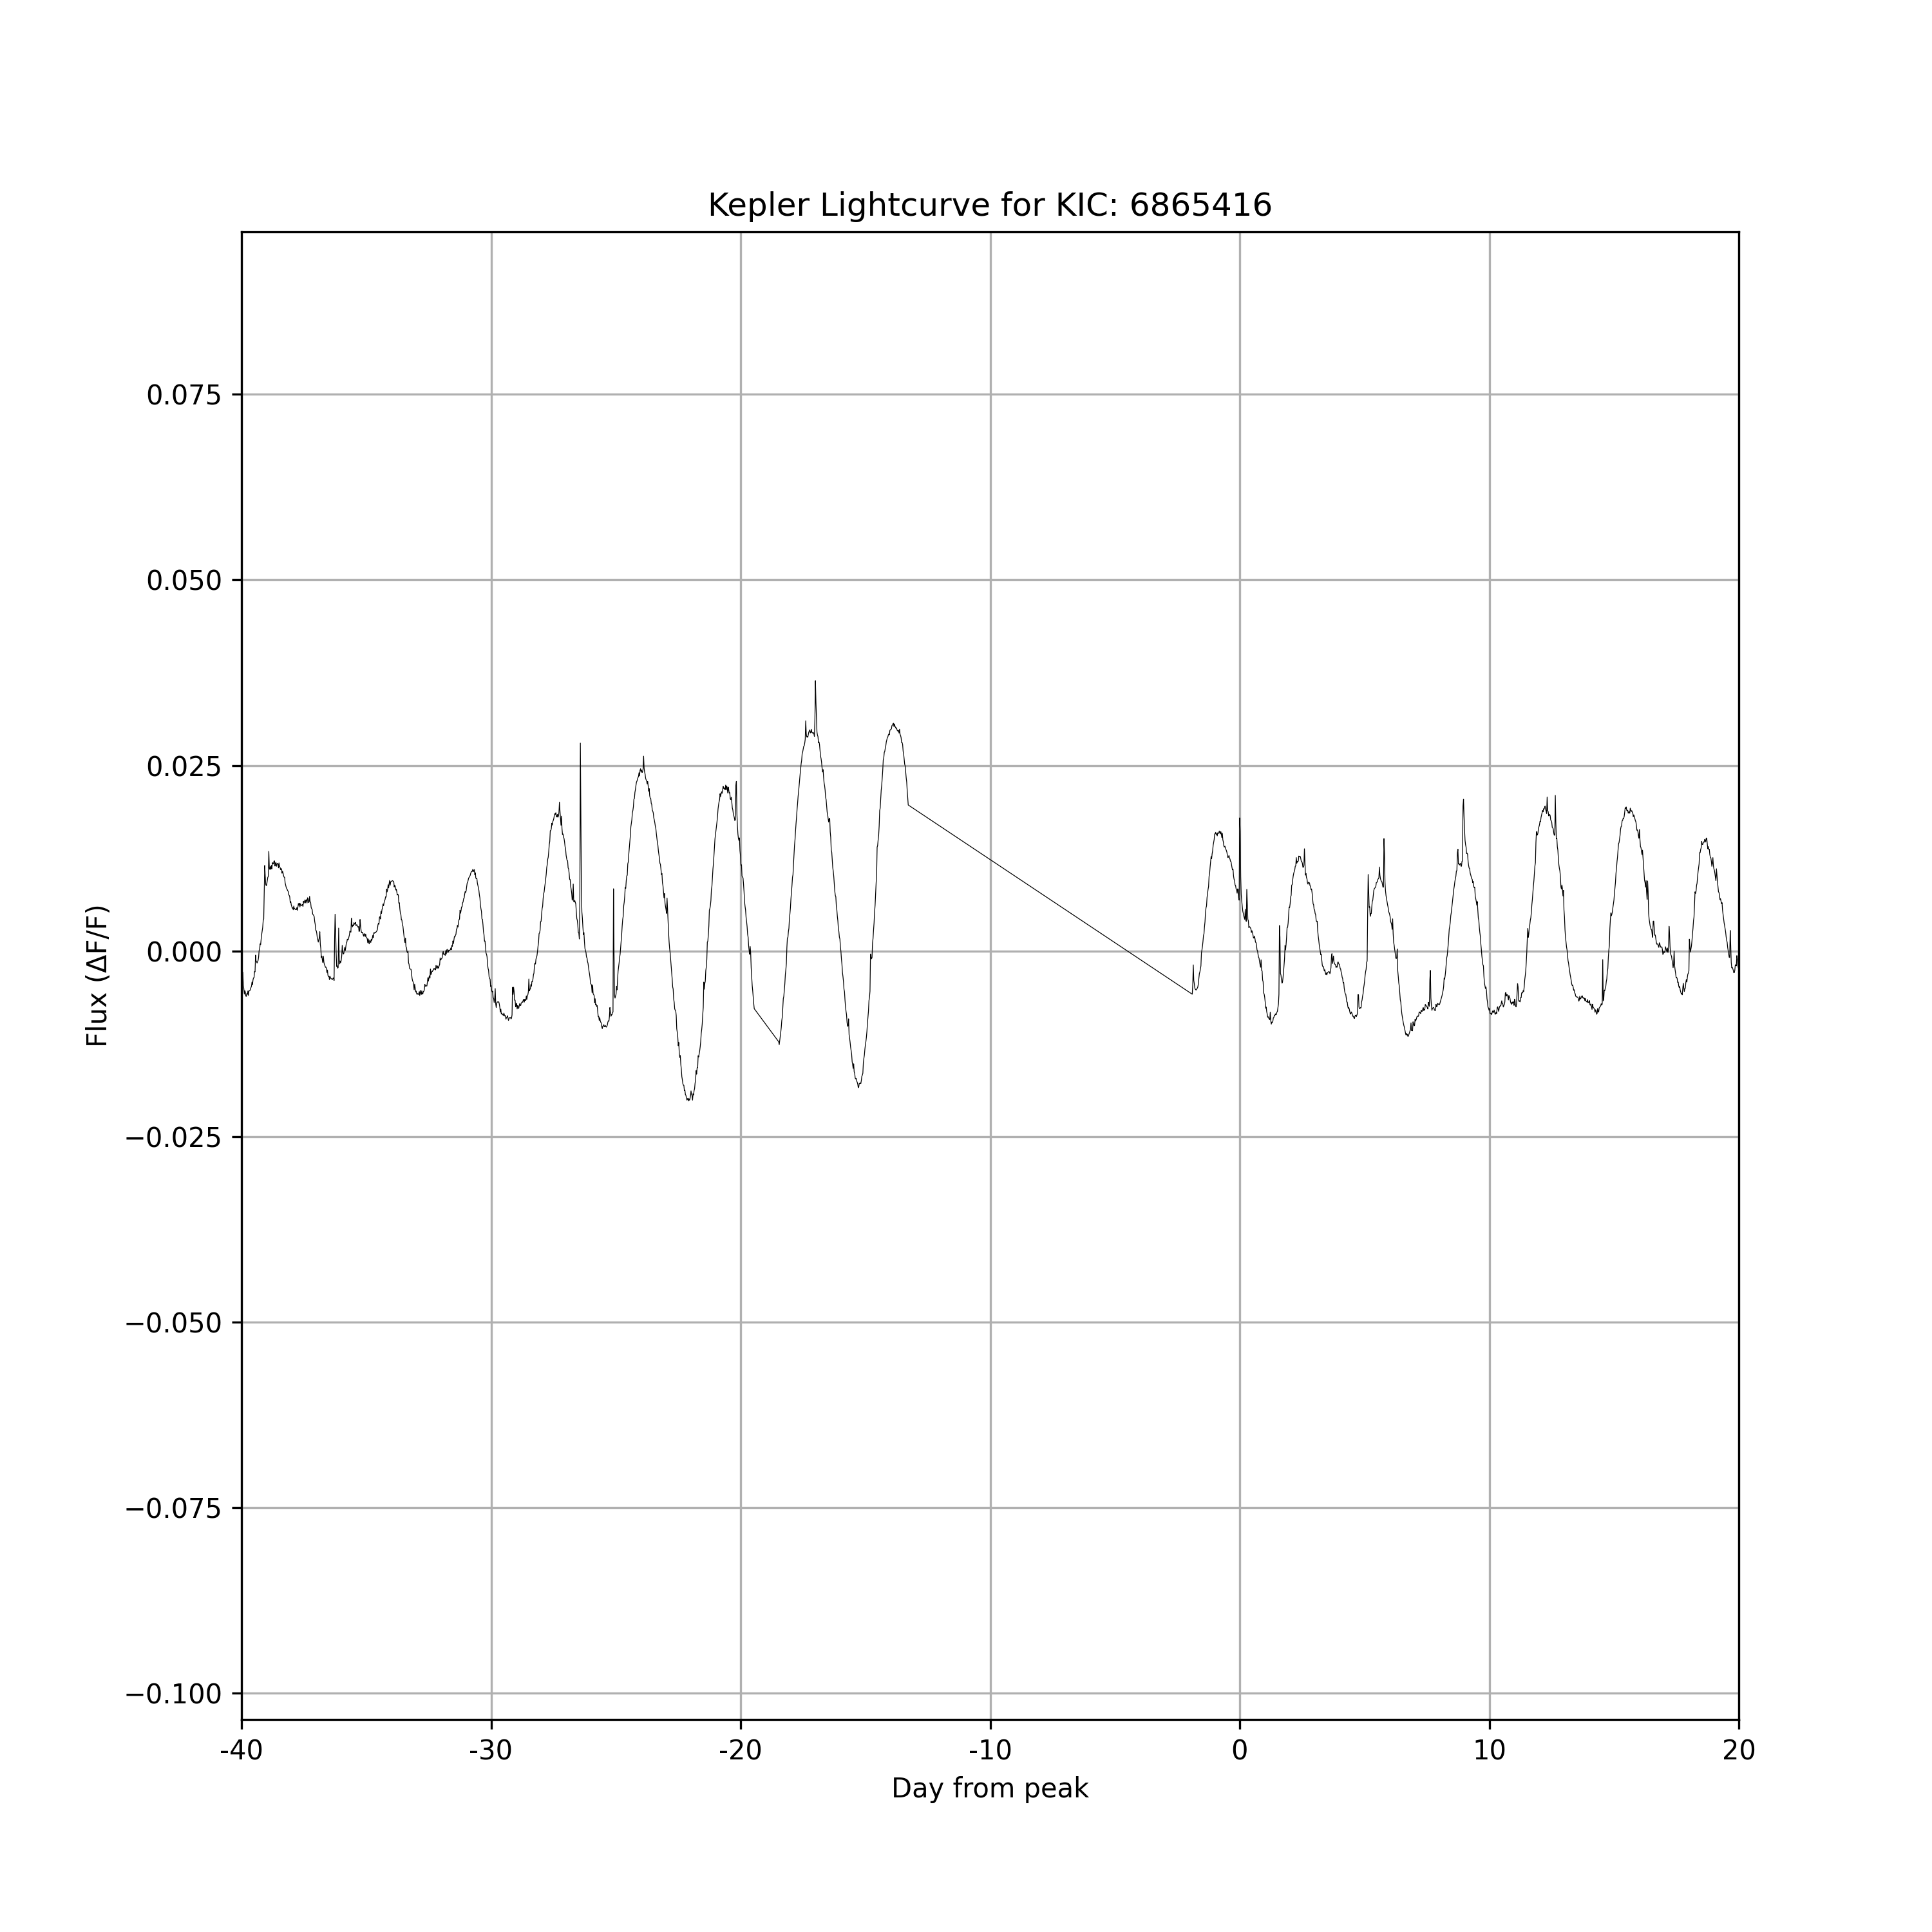 Kepler Lightcurve for KIC: 6865416
Flux (ΔF/F)
0.075
0.050
0.025
0.000
−0.025
−0.050
−0.075
−0.100
-40 -30 -20 -10 0 10 20
Day from peak